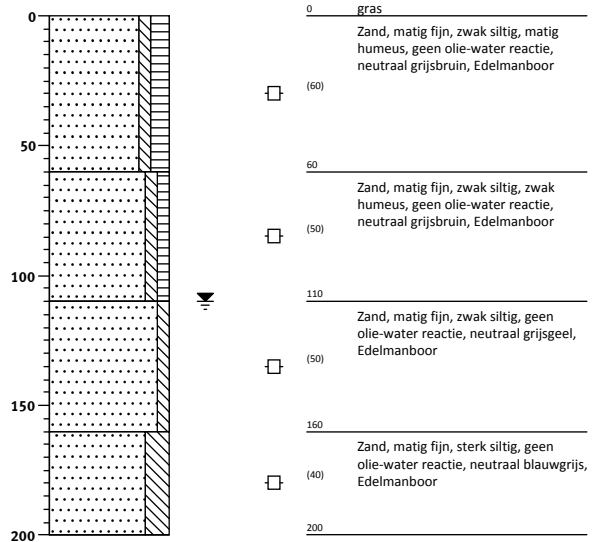 0
50
100
150
200
0
gras
Zand, matig fijn, zwak siltig, matig
humeus, geen olie-water reactie,
neutraal grijsbruin, Edelmanboor
(60)
60
Zand, matig fijn, zwak siltig, zwak
humeus, geen olie-water reactie,
neutraal grijsbruin, Edelmanboor
(50)
110
Zand, matig fijn, zwak siltig, geen
olie-water reactie, neutraal grijsgeel,
Edelmanboor
(50)
160
Zand, matig fijn, sterk siltig, geen
olie-water reactie, neutraal blauwgrijs,
Edelmanboor
(40)
200